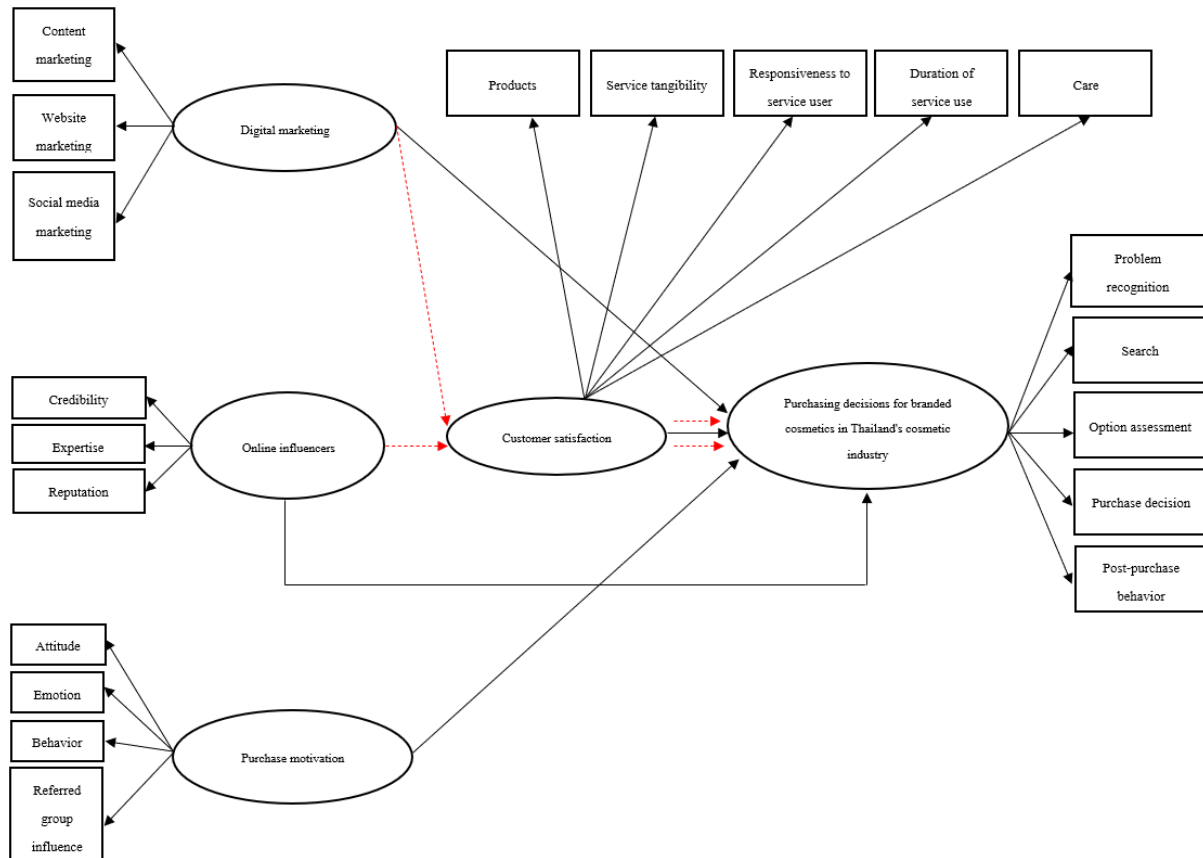 Content
marketing
Website
marketing
Social media
marketing
Digital marketing
Products
Service tangibility
Responsiveness to
service user
Duration of
service use
Care
Credibility
Expertise
Reputation
Online influencers
Customer satisfaction
Purchasing decisions for branded
cosmetics in Thailand's cosmetic
industry
Problem
recognition
Search
Option assessment
Purchase decision
Post-purchase
behavior
Attitude
Emotion
Behavior
Referred
group
influence
Purchase motivation